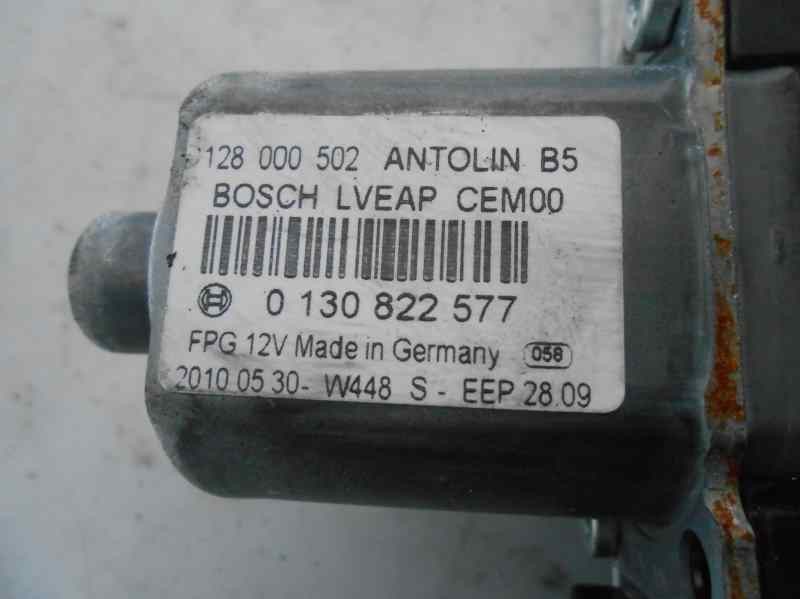 128 000 502 ANTOLIN B5
BOSCH LVEAP CEM00
0 130 822 577
FPG 12V Made in Germany 058
2010 05 30- W448 S - EEP 28.09